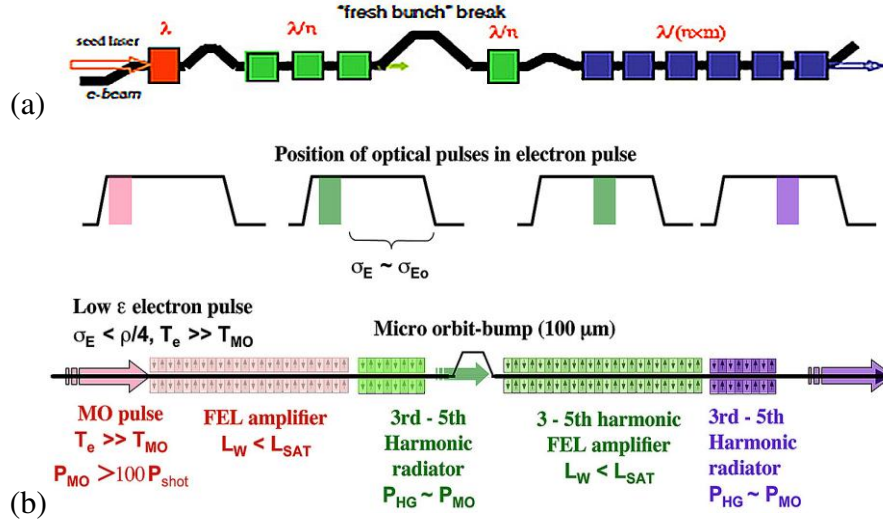 "fresh bunch" break
λ
λ/n
λ/n
λ/(n×m)
seed laser
e-beam
(a)
Position of optical pulses in electron pulse
σE ~ σEo
Low ε electron pulse
σE < ρ/4, Te >> TMO
Micro orbit-bump (100 μm)
MO pulse
Te >> TMO
PMO >100 Pshot
FEL amplifier
LW < LSAT
3rd - 5th
Harmonic
radiator
PHG ~ PMO
3 - 5th harmonic
FEL amplifier
LW < LSAT
3rd - 5th
Harmonic
radiator
PHG ~ PMO
(b)